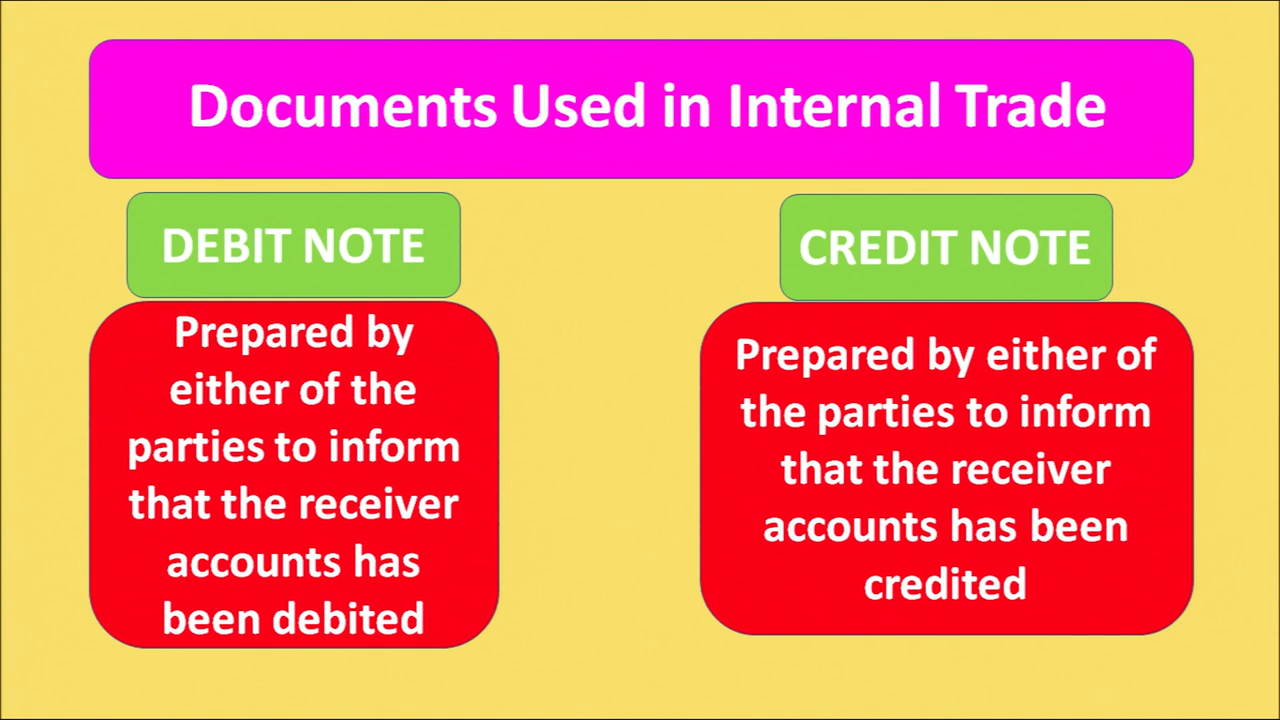 Documents Used in Internal Trade
DEBIT NOTE
Prepared by
either of the
parties to inform
that the receiver
accounts has
been debited
CREDIT NOTE
Prepared by either of
the parties to inform
that the receiver
accounts has been
credited